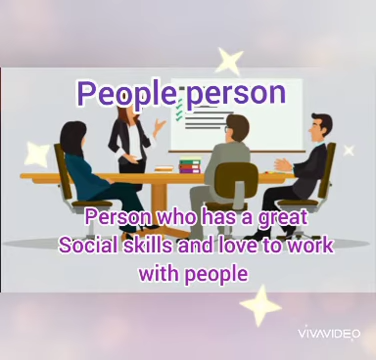 People person
Person who has a great
Social skills and love to work
with people
VIVAVIDEO